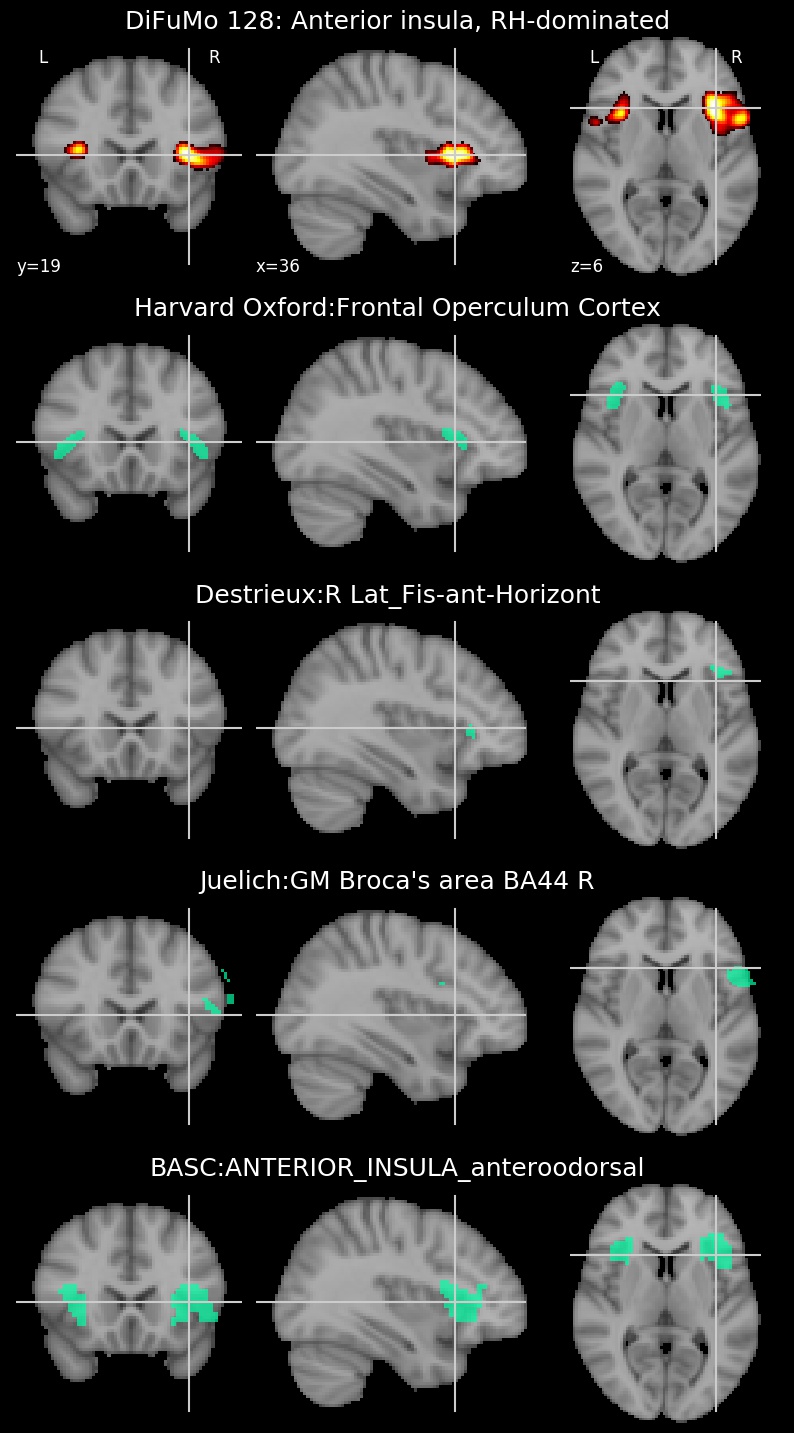 DiFuMo 128: Anterior insula, RH-dominated
L R L R
y=19 x=36 z=6
Harvard Oxford:Frontal Operculum Cortex
Destrieux:R Lat_Fis-ant-Horizont
Juelich:GM Broca's area BA44 R
BASC:ANTERIOR_INSULA_anteroodorsal